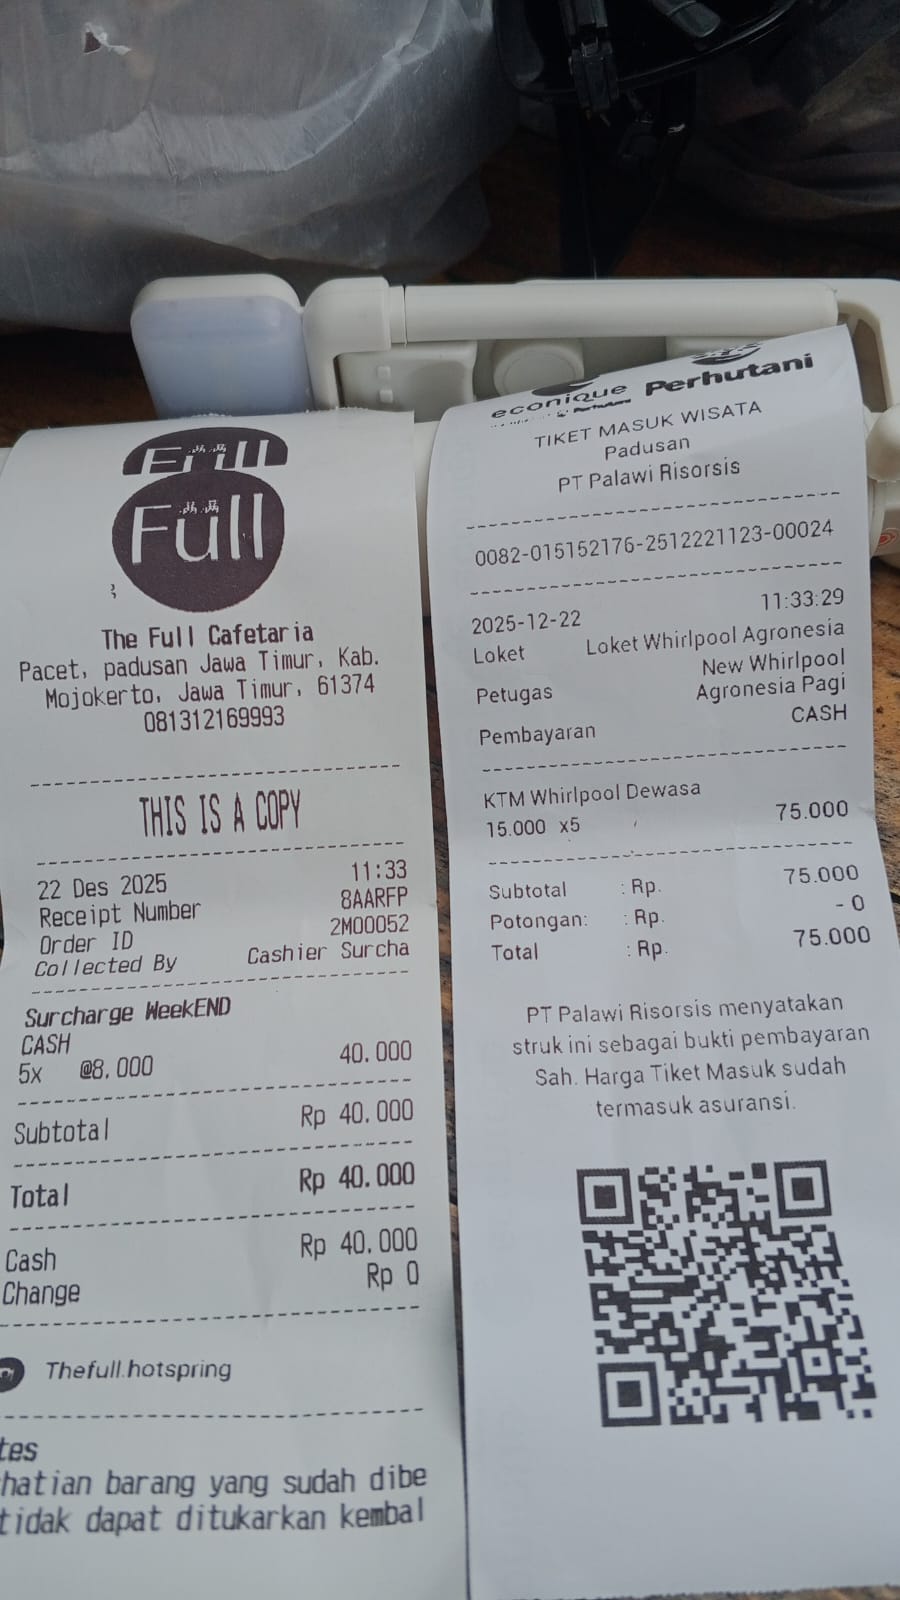 Full
满满
Full
The Full Cafetaria
Pacet, padusan Jawa Timur, Kab.
Mojokerto, Jawa Timur, 61374
081312169993
THIS IS A COPY
22 Des 2025 11:33
Receipt Number 8AARFP
Order ID 2M00052
Collected By Cashier Surcha
Surcharge WeekEND
CASH
5x @8.000 40.000
Subtotal Rp 40.000
Total Rp 40.000
Cash Rp 40.000
Change Rp 0
Thefull.hotspring
tes
hatian barang yang sudah dibe
tidak dapat ditukarkan kembal
econique Perhutani
TIKET MASUK WISATA
Padusan
PT Palawi Risorsis
0082-015152176-2512221123-00024
2025-12-22 11:33:29
Loket Loket Whirlpool Agronesia
Petugas New Whirlpool
Agronesia Pagi
Pembayaran CASH
KTM Whirlpool Dewasa
15.000 x5 75.000
Subtotal : Rp. 75.000
Potongan: : Rp. - 0
Total : Rp. 75.000
PT Palawi Risorsis menyatakan
struk ini sebagai bukti pembayaran
Sah. Harga Tiket Masuk sudah
termasuk asuransi.